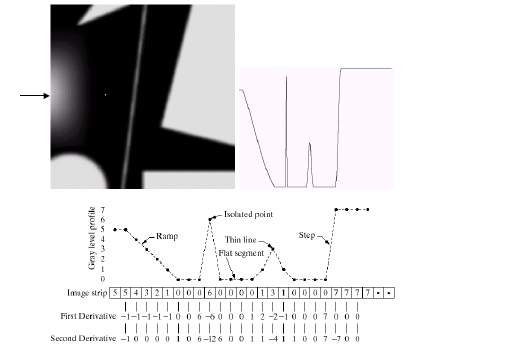 Gray level profile
7
6
5
4
3
2
1
0
Isolated point
Ramp
Thin line
Step
Flat segment
Image strip 5 5 4 3 2 1 0 0 0 6 0 0 0 0 1 3 1 0 0 0 0 7 7 7 7 • •
First Derivative −1 −1 −1 −1 −1 0 0 6 −6 0 0 0 1 2 −2 −1 0 0 0 7 0 0 0
Second Derivative −1 0 0 0 0 1 0 6 −12 6 0 0 1 1 −4 1 1 0 0 7 −7 0 0